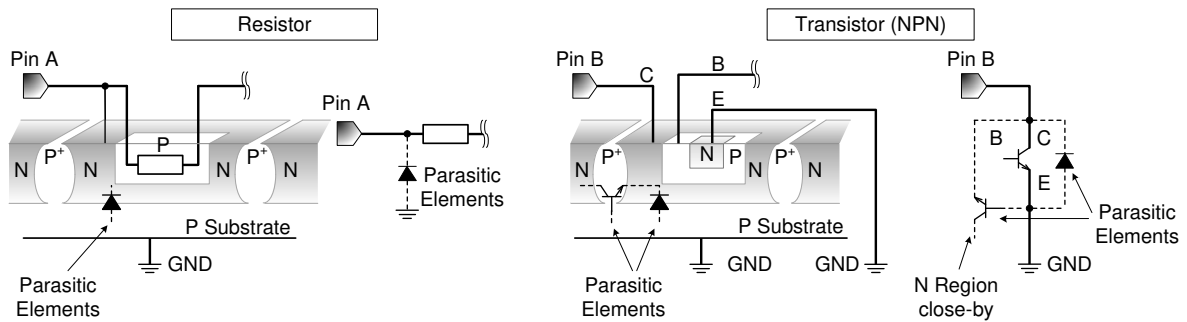 Resistor
Transistor (NPN)
Pin A
Pin A
N
P+
N
P
N
P+
N
Parasitic
Elements
P Substrate
GND
Parasitic
Elements
Pin B
C
B
E
N
P+
N
N
P
P+
N
P Substrate
GND
GND
Parasitic
Elements
Pin B
B
C
E
Parasitic
Elements
GND
N Region
close-by